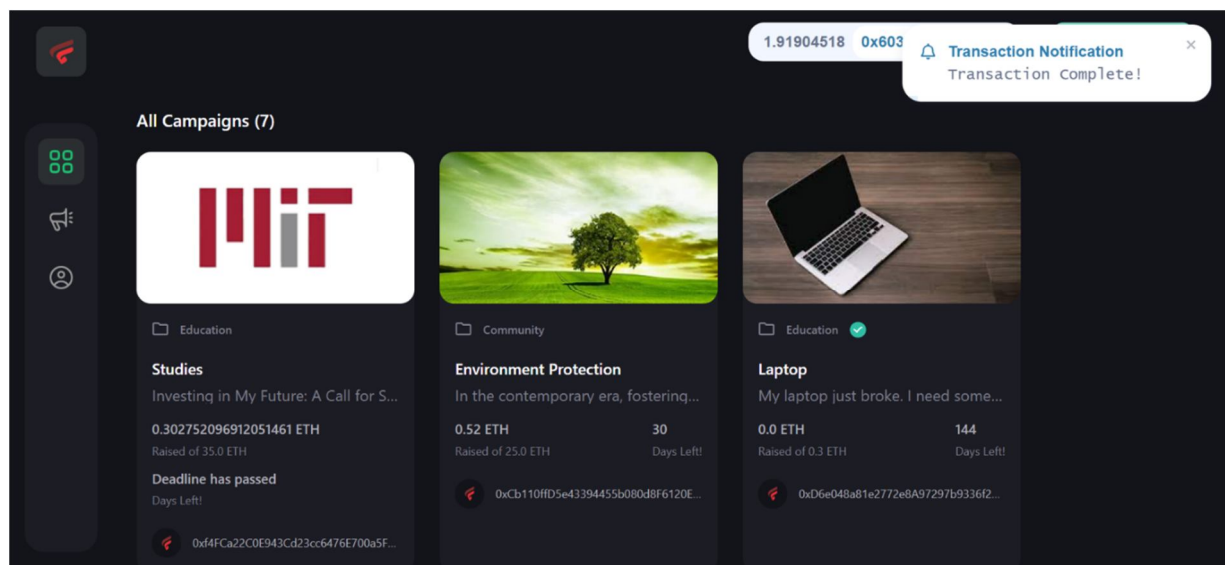 1.91904518 0x603
Transaction Notification
Transaction Complete!
All Campaigns (7)
MiT
Education
Studies
Investing in My Future: A Call for S...
0.302752096912051461 ETH
Raised of 35.0 ETH
Deadline has passed
Days Left!
0xf4FCa22C0E943Cd23cc6476E700a5F...
Community
Environment Protection
In the contemporary era, fostering...
0.52 ETH 30
Raised of 25.0 ETH Days Left!
0xCb110ffD5e43394455b080d8F6120E...
Education
Laptop
My laptop just broke. I need some...
0.0 ETH 144
Raised of 0.3 ETH Days Left!
0xD6e048a81e2772e8A97297b9336f2...